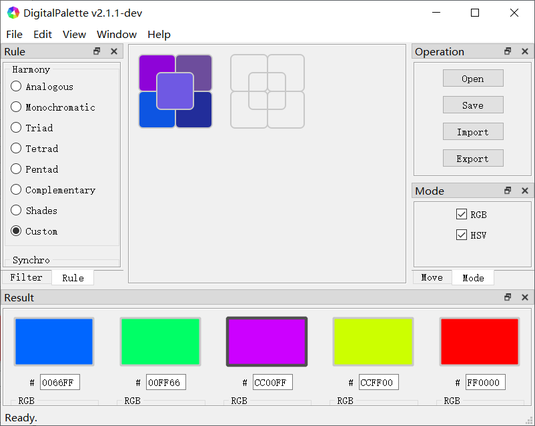 DigitalPalette v2.1.1-dev
File Edit View Window Help
Rule
Harmony
Analogous
Monochromatic
Triad
Tetrad
Pentad
Complementary
Shades
Custom
Synchro
Filter Rule
Operation
Open
Save
Import
Export
Mode
RGB
HSV
Move Mode
Result
# 0066FF # 00FF66 # CC00FF # CCFF00 # FF0000
RGB RGB RGB RGB RGB
Ready.